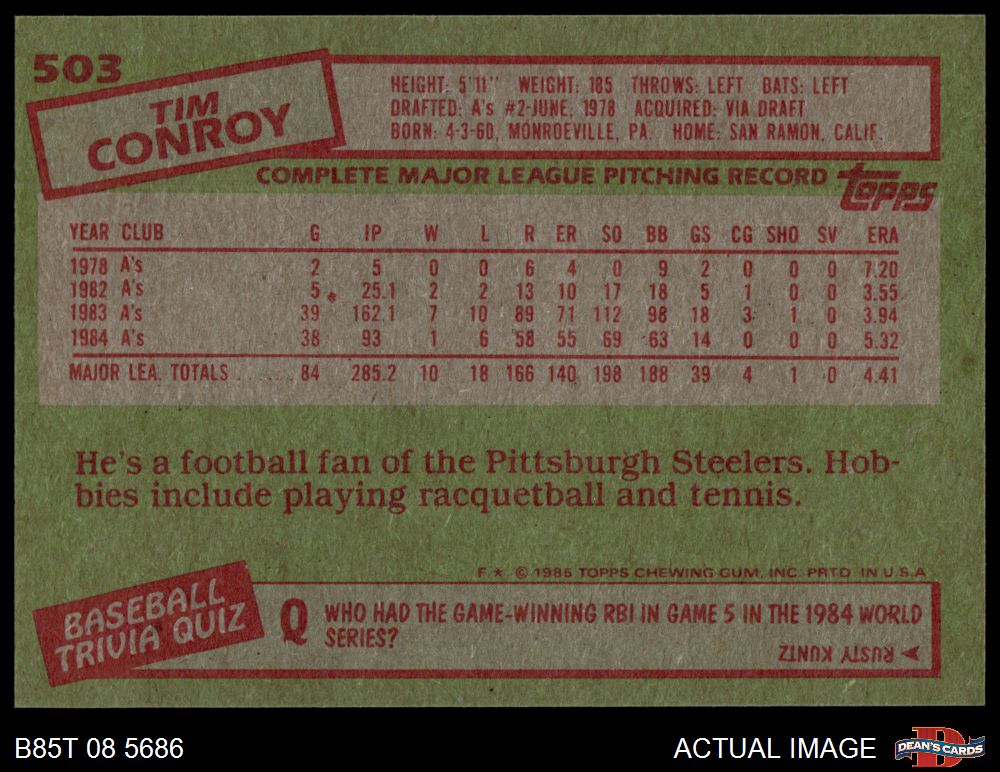 503
TIM
CONROY
HEIGHT: 5'11" WEIGHT: 185 THROWS: LEFT BATS: LEFT
DRAFTED: A's #2-JUNE, 1978 ACQUIRED: VIA DRAFT
BORN: 4-3-60, MONROEVILLE, PA. HOME: SAN RAMON, CALIF.
COMPLETE MAJOR LEAGUE PITCHING RECORD topps
YEAR CLUB G IP W L R ER SO BB GS CG SHO SV ERA
1978 A's 2 5 0 0 6 4 0 9 2 0 0 0 7.20
1982 A's 5 25.1 2 2 13 10 17 18 5 1 0 0 3.55
1983 A's 39 162.1 7 10 89 71 112 98 18 3 1 0 3.94
1984 A's 38 93 1 6 58 55 69 63 14 0 0 0 5.32
MAJOR LEA. TOTALS ....... 84 285.2 10 18 166 140 198 188 39 4 1 0 4.41
He's a football fan of the Pittsburgh Steelers. Hob-
bies include playing racquetball and tennis.
F ★ © 1985 TOPPS CHEWING GUM, INC. PRTD. IN U.S.A.
BASEBALL
TRIVIA QUIZ
Q WHO HAD THE GAME-WINNING RBI IN GAME 5 IN THE 1984 WORLD
SERIES?
RUSTY KUNTZ
B85T 08 5686
ACTUAL IMAGE
D
DEAN'S CARDS